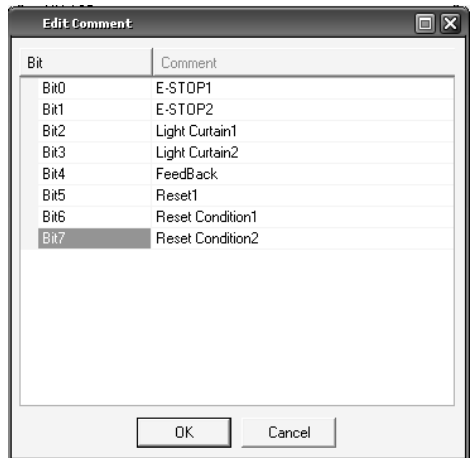 Edit Comment
Bit Comment
Bit0 E-STOP1
Bit1 E-STOP2
Bit2 Light Curtain1
Bit3 Light Curtain2
Bit4 FeedBack
Bit5 Reset1
Bit6 Reset Condition1
Bit7 Reset Condition2
OK Cancel